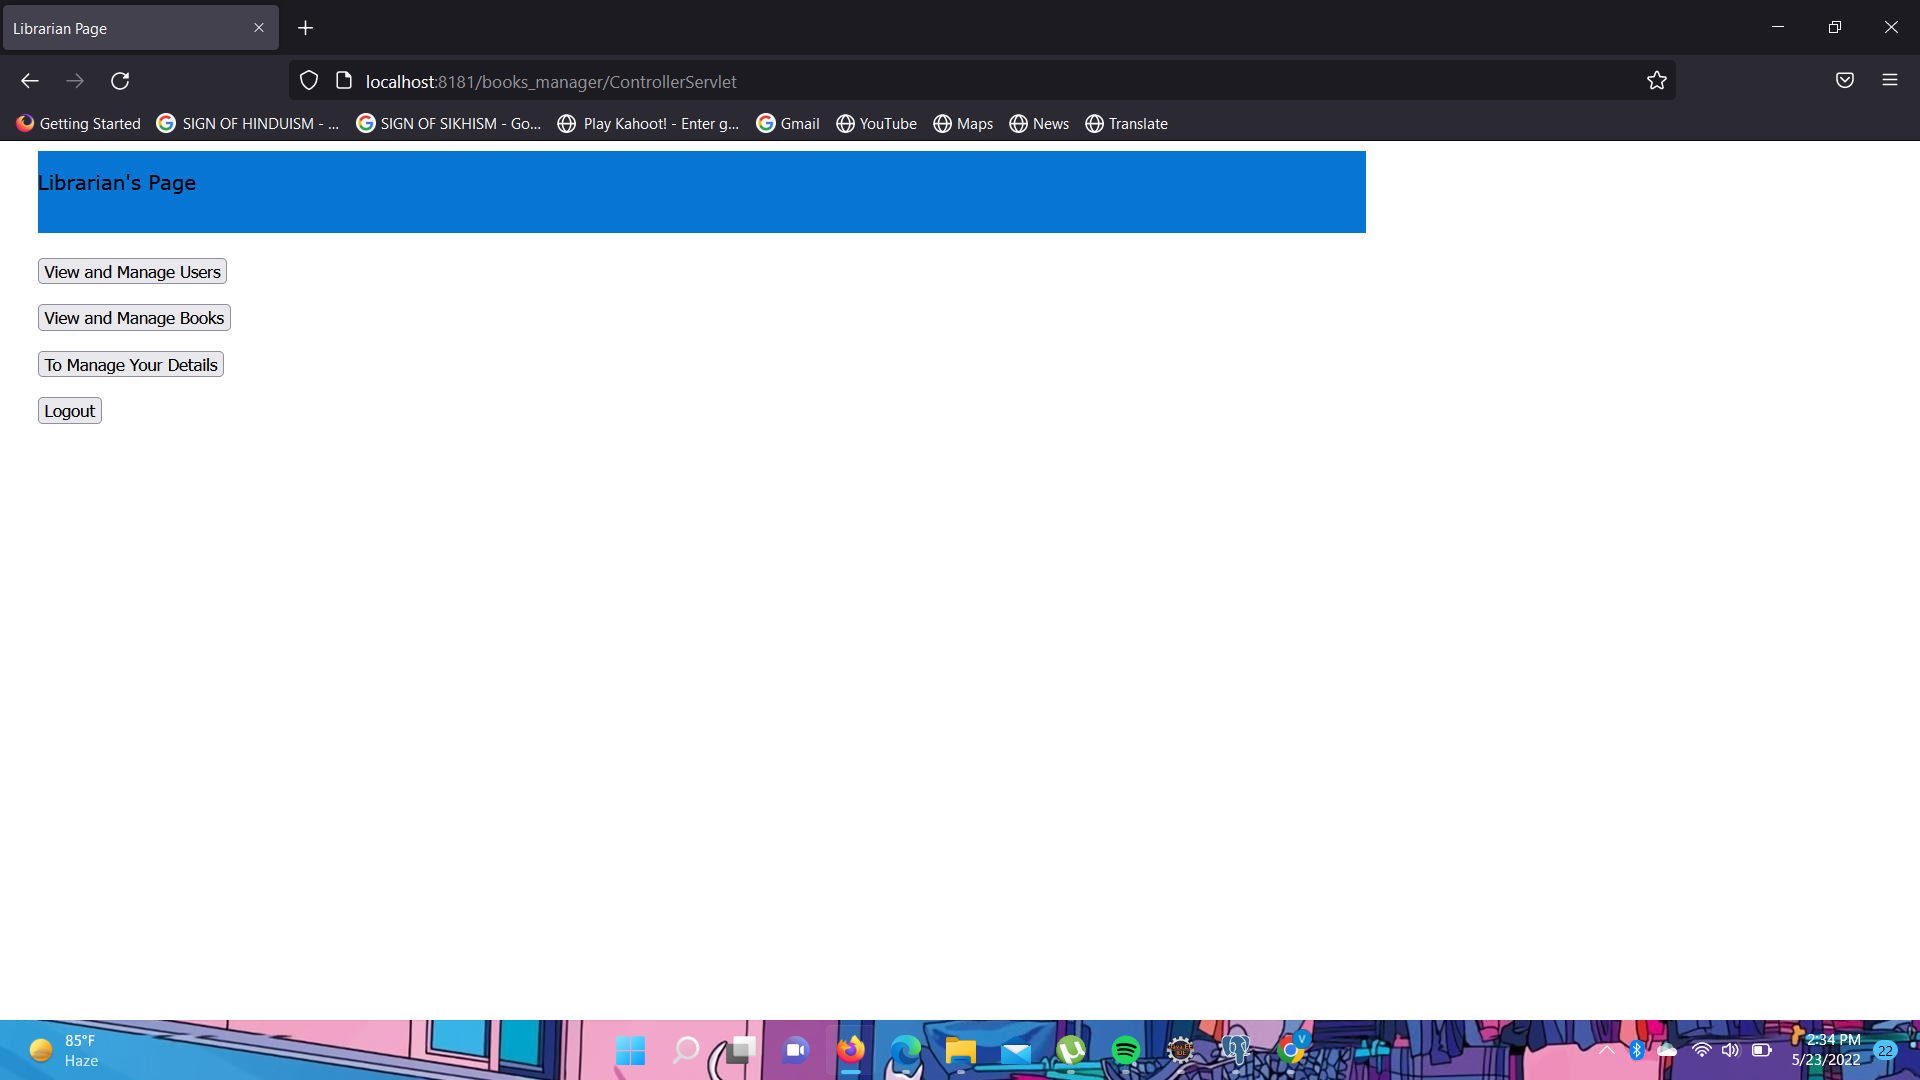 Librarian Page
localhost:8181/books_manager/ControllerServlet
Getting Started SIGN OF HINDUISM - ... SIGN OF SIKHISM - Go... Play Kahoot! - Enter g... Gmail YouTube Maps News Translate
Librarian's Page
View and Manage Users
View and Manage Books
To Manage Your Details
Logout
85°F
Haze
2:34 PM
5/23/2022
22